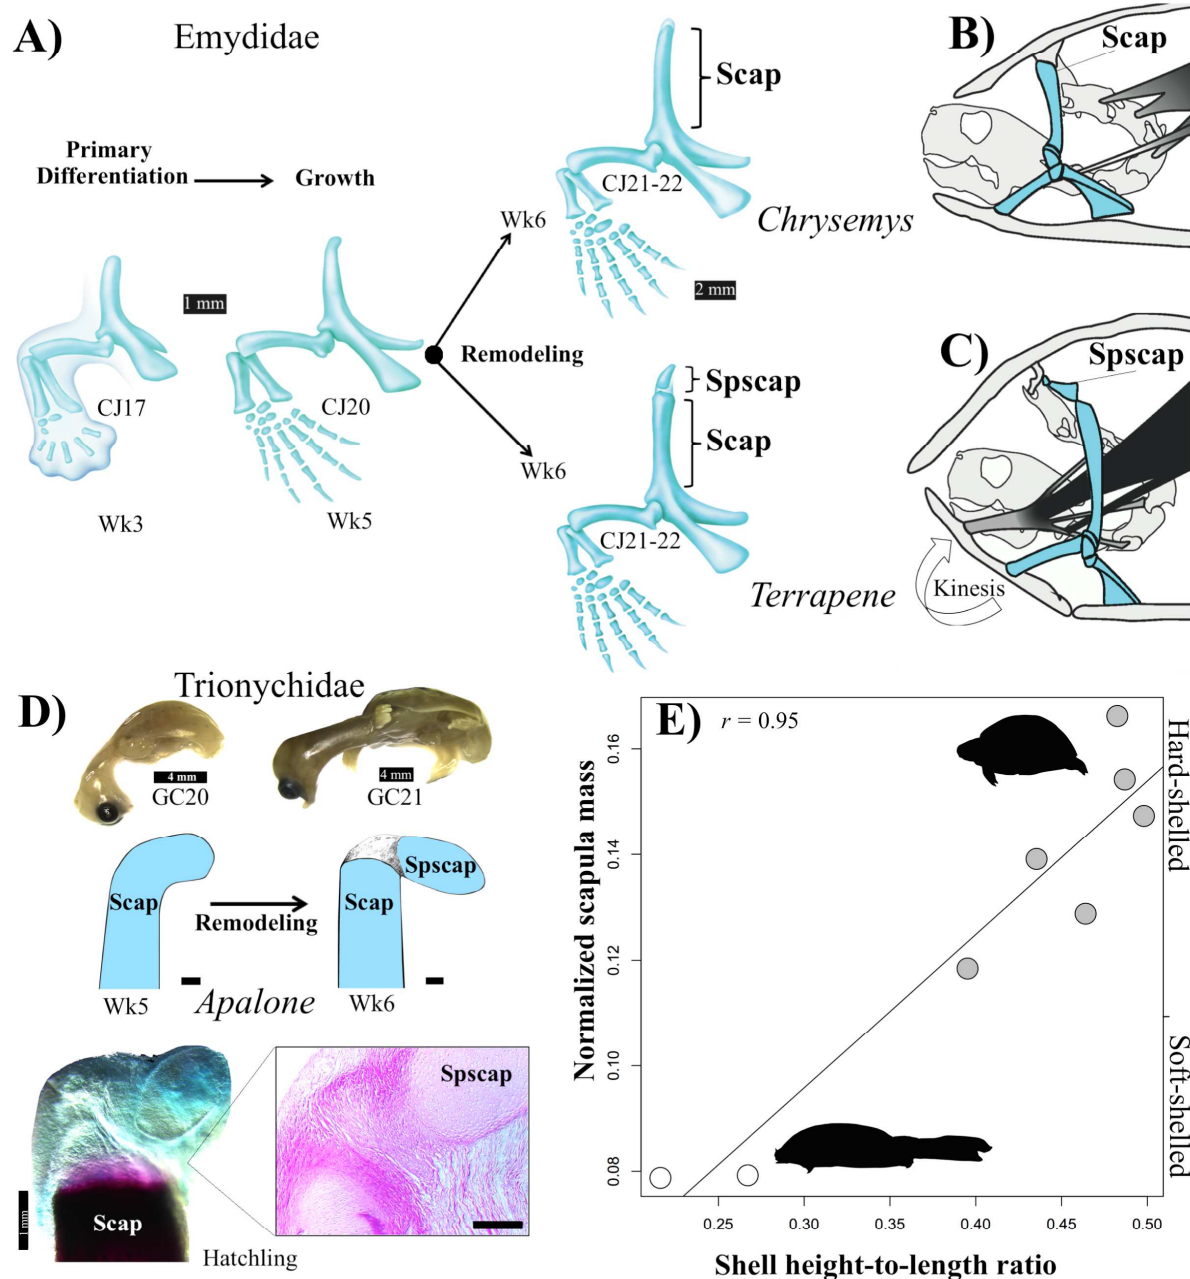 A)
Emydidae
Primary
Differentiation
Growth
1 mm
CJ17
CJ20
Wk3
Wk5
Wk6
Remodeling
Wk6
Scap
CJ21-22
2 mm
Chrysemys
Spscap
Scap
CJ21-22
Terrapene
B)
Scap
C)
Spscap
Kinesis
D)
Trionychidae
4 mm
GC20
4 mm
GC21
Scap
Remodeling
Scap
Spscap
Wk5
Apalone
Wk6
1 mm
Scap
Hatchling
Spscap
E)
r = 0.95
Normalized scapula mass
0.16
0.14
0.12
0.10
0.08
0.25
0.30
0.35
0.40
0.45
0.50
Shell height-to-length ratio
Hard-shelled
Soft-shelled